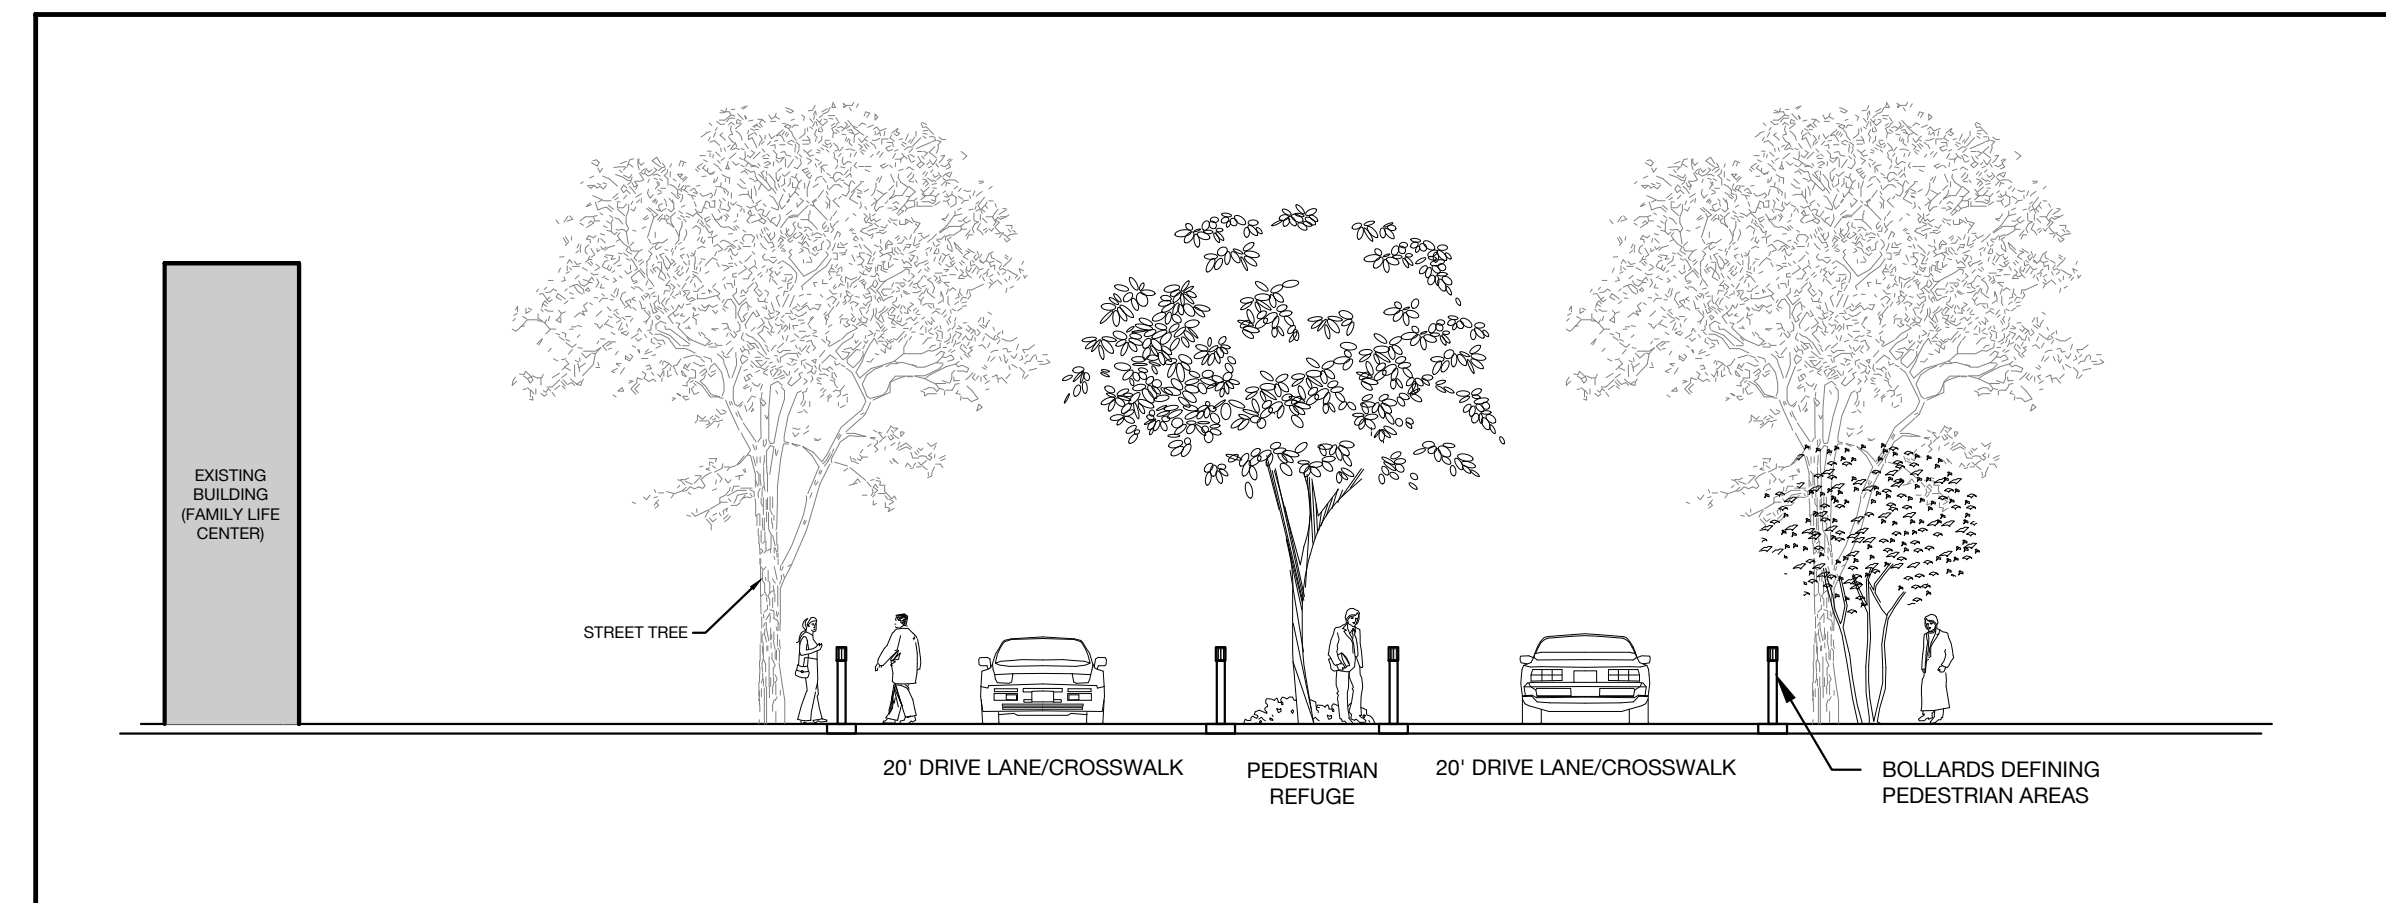 EXISTING
BUILDING
(FAMILY LIFE
CENTER)
STREET TREE
20' DRIVE LANE/CROSSWALK
PEDESTRIAN
REFUGE
20' DRIVE LANE/CROSSWALK
BOLLARDS DEFINING
PEDESTRIAN AREAS